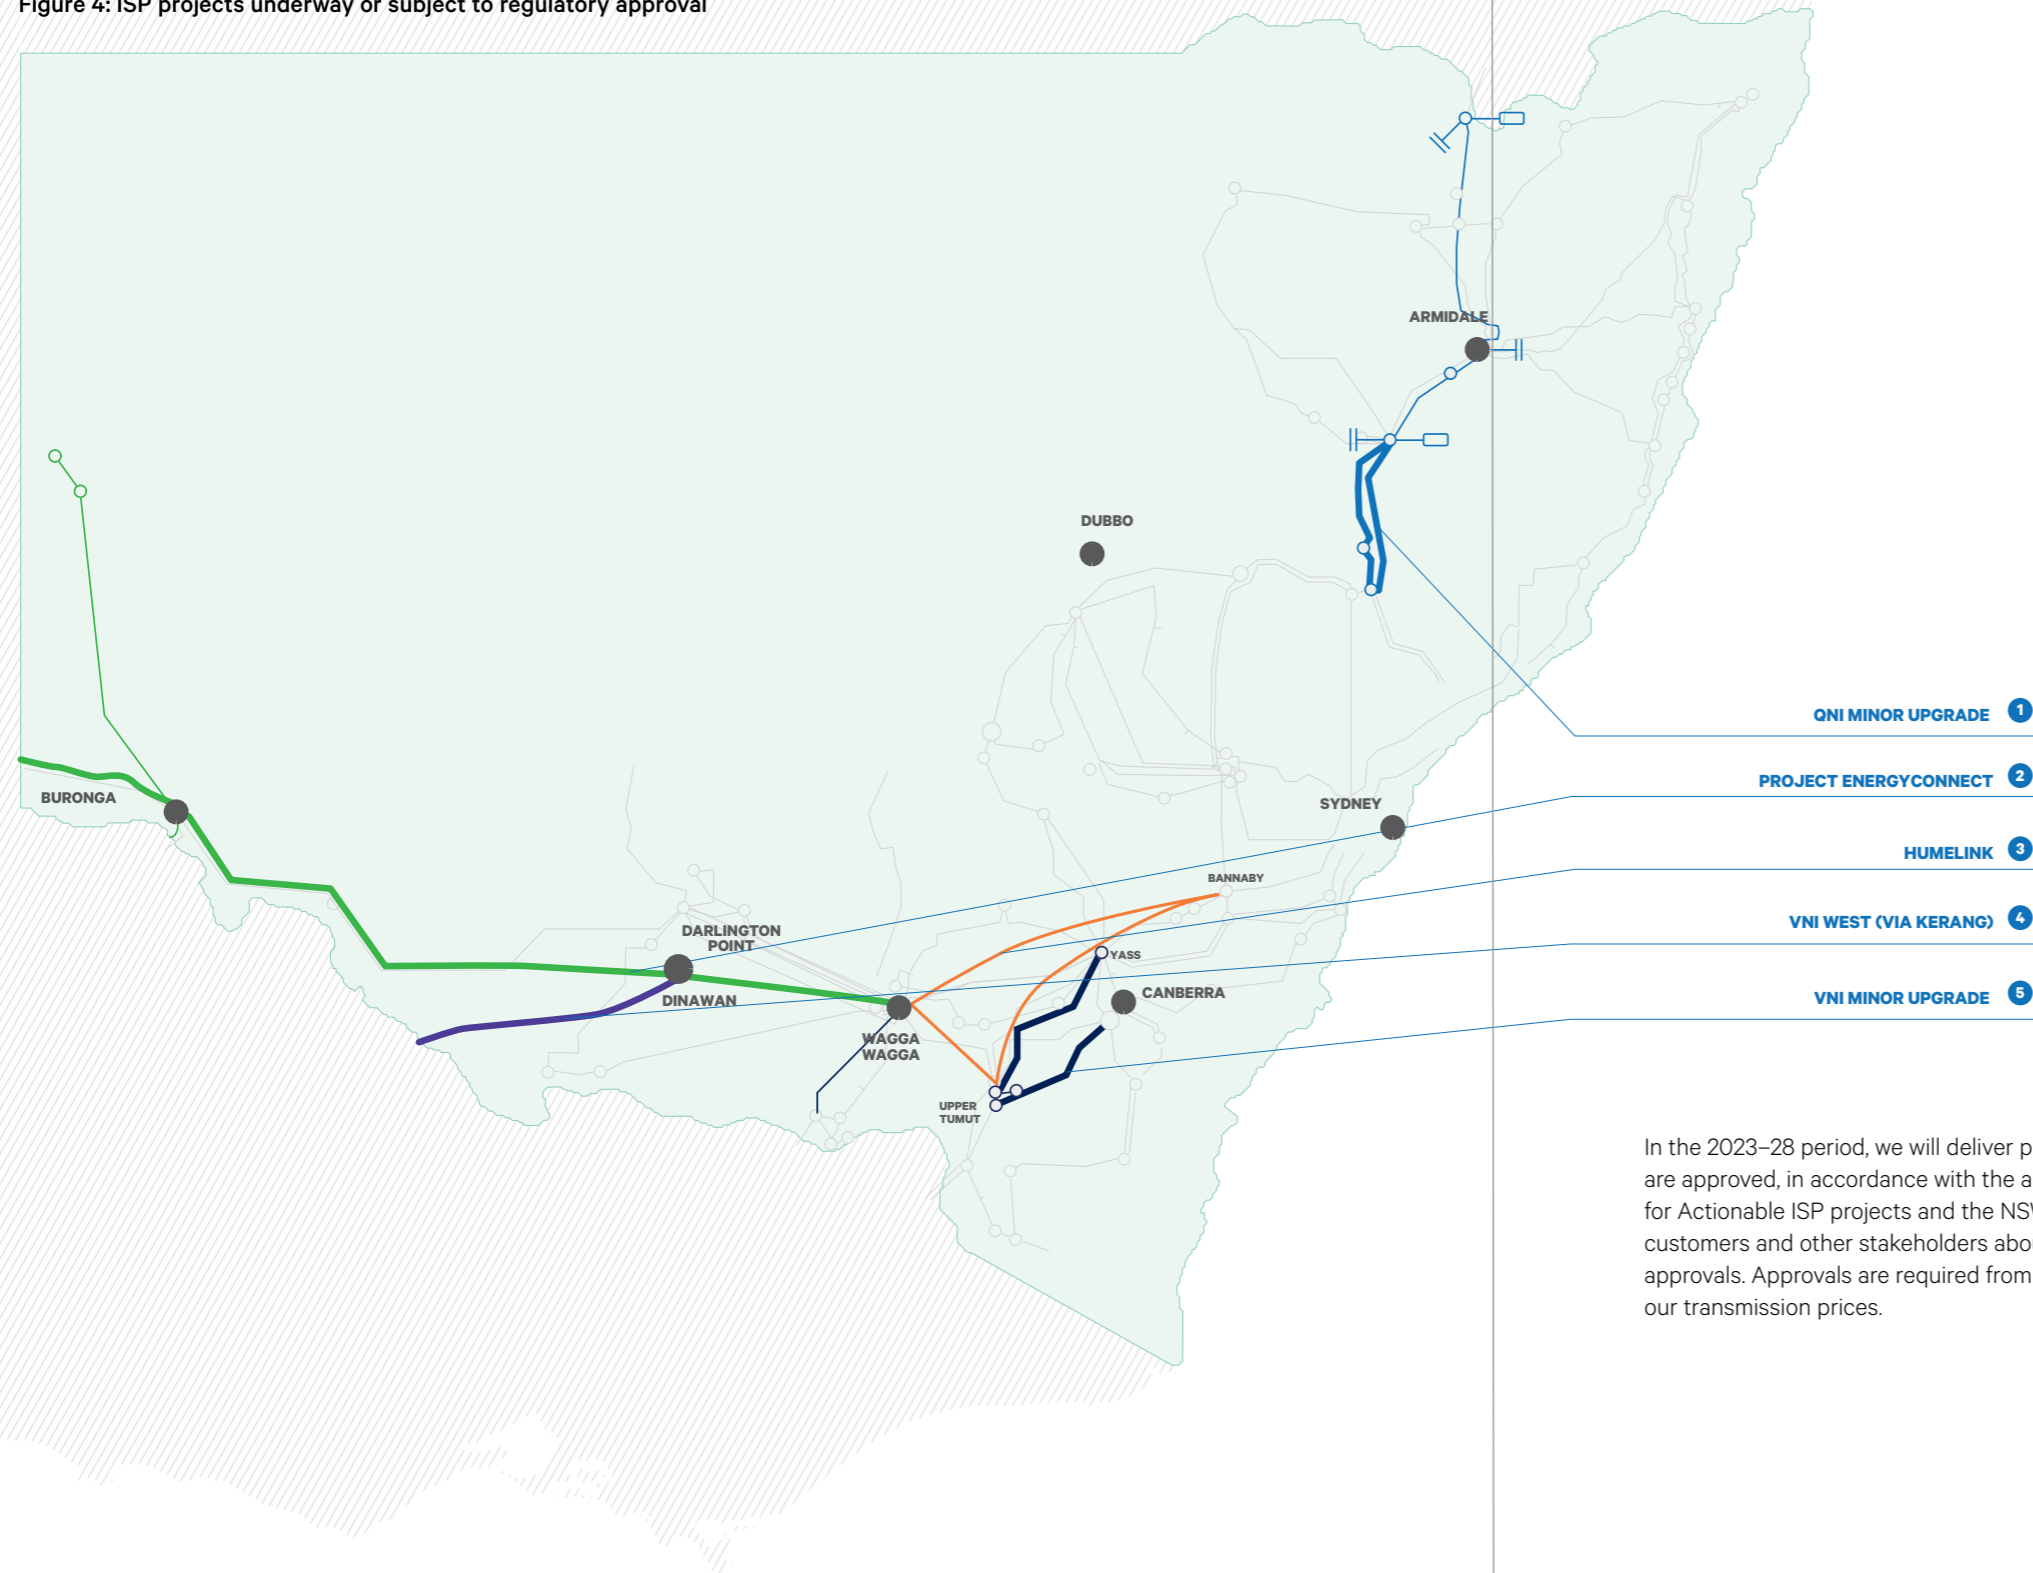 Figure 4: ISP projects underway or subject to regulatory approval
ARMIDALE
DUBBO
QNI MINOR UPGRADE 1
PROJECT ENERGYCONNECT 2
BURONGA
SYDNEY
HUMELINK 3
BANNABY
VNI WEST (VIA KERANG) 4
DARLINGTON
POINT
YASS
CANBERRA
VNI MINOR UPGRADE 5
DINAWAN
WAGGA
WAGGA
UPPER
TUMUT
In the 2023–28 period, we will deliver p
are approved, in accordance with the a
for Actionable ISP projects and the NSW
customers and other stakeholders abou
approvals. Approvals are required from
our transmission prices.